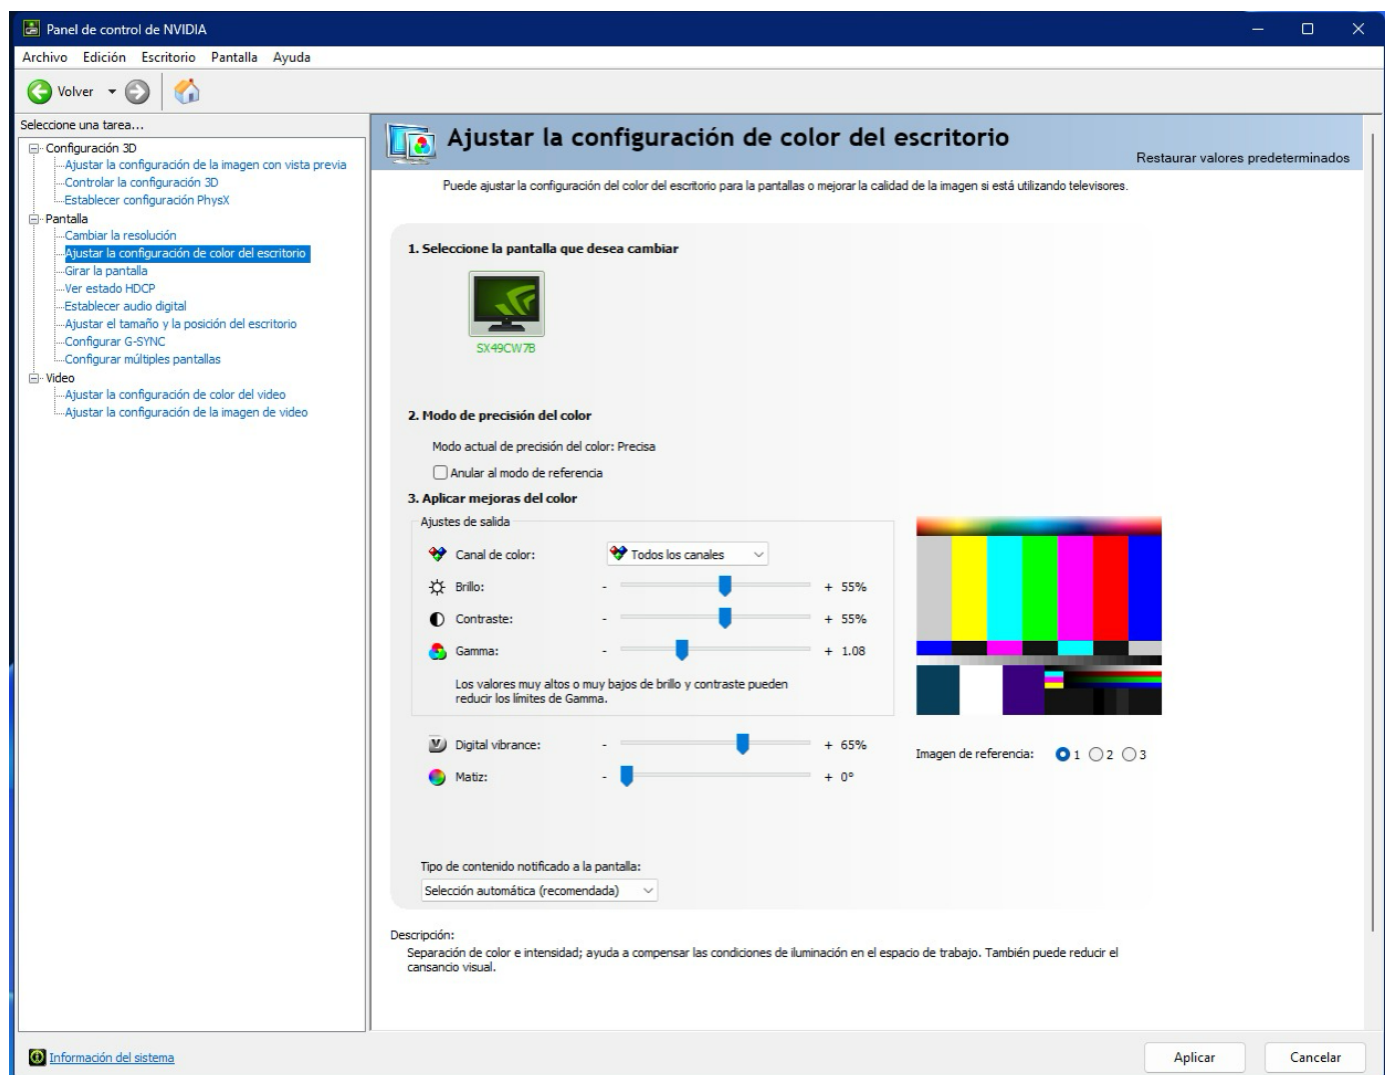 Panel de control de NVIDIA
Archivo Edición Escritorio Pantalla Ayuda
Volver
Seleccione una tarea...
Configuración 3D
Ajustar la configuración de la imagen con vista previa
Controlar la configuración 3D
Establecer configuración PhysX
Pantalla
Cambiar la resolución
Ajustar la configuración de color del escritorio
Girar la pantalla
Ver estado HDCP
Establecer audio digital
Ajustar el tamaño y la posición del escritorio
Configurar G-SYNC
Configurar múltiples pantallas
Video
Ajustar la configuración de color del video
Ajustar la configuración de la imagen de video
Ajustar la configuración de color del escritorio
Restaurar valores predeterminados
Puede ajustar la configuración del color del escritorio para la pantallas o mejorar la calidad de la imagen si está utilizando televisores.
1. Seleccione la pantalla que desea cambiar
SX49CW7B
2. Modo de precisión del color
Modo actual de precisión del color: Precisa
Anular al modo de referencia
3. Aplicar mejoras del color
Ajustes de salida
Canal de color: Todos los canales
Brillo: - + 55%
Contraste: - + 55%
Gamma: - + 1.08
Los valores muy altos o muy bajos de brillo y contraste pueden
reducir los límites de Gamma.
Digital vibrance: - + 65%
Matiz: - + 0°
Imagen de referencia: 1 2 3
Tipo de contenido notificado a la pantalla:
Selección automática (recomendada)
Descripción:
Separación de color e intensidad; ayuda a compensar las condiciones de iluminación en el espacio de trabajo. También puede reducir el
cansancio visual.
Información del sistema
Aplicar
Cancelar